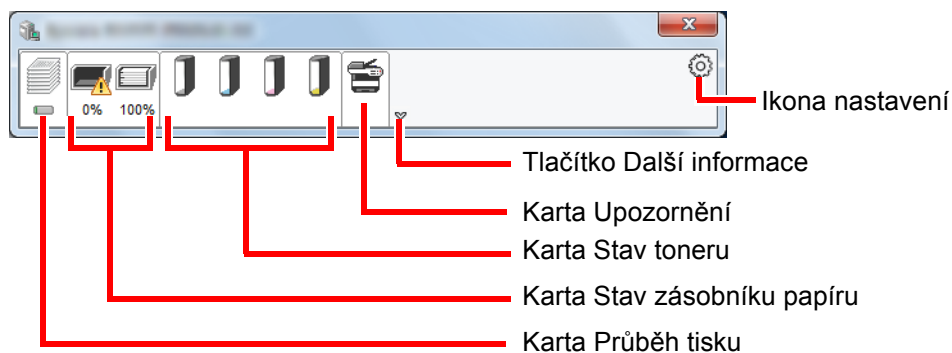 0%
100%
Ikona nastavení
Tlačítko Další informace
Karta Upozornění
Karta Stav toneru
Karta Stav zásobníku papíru
Karta Průběh tisku